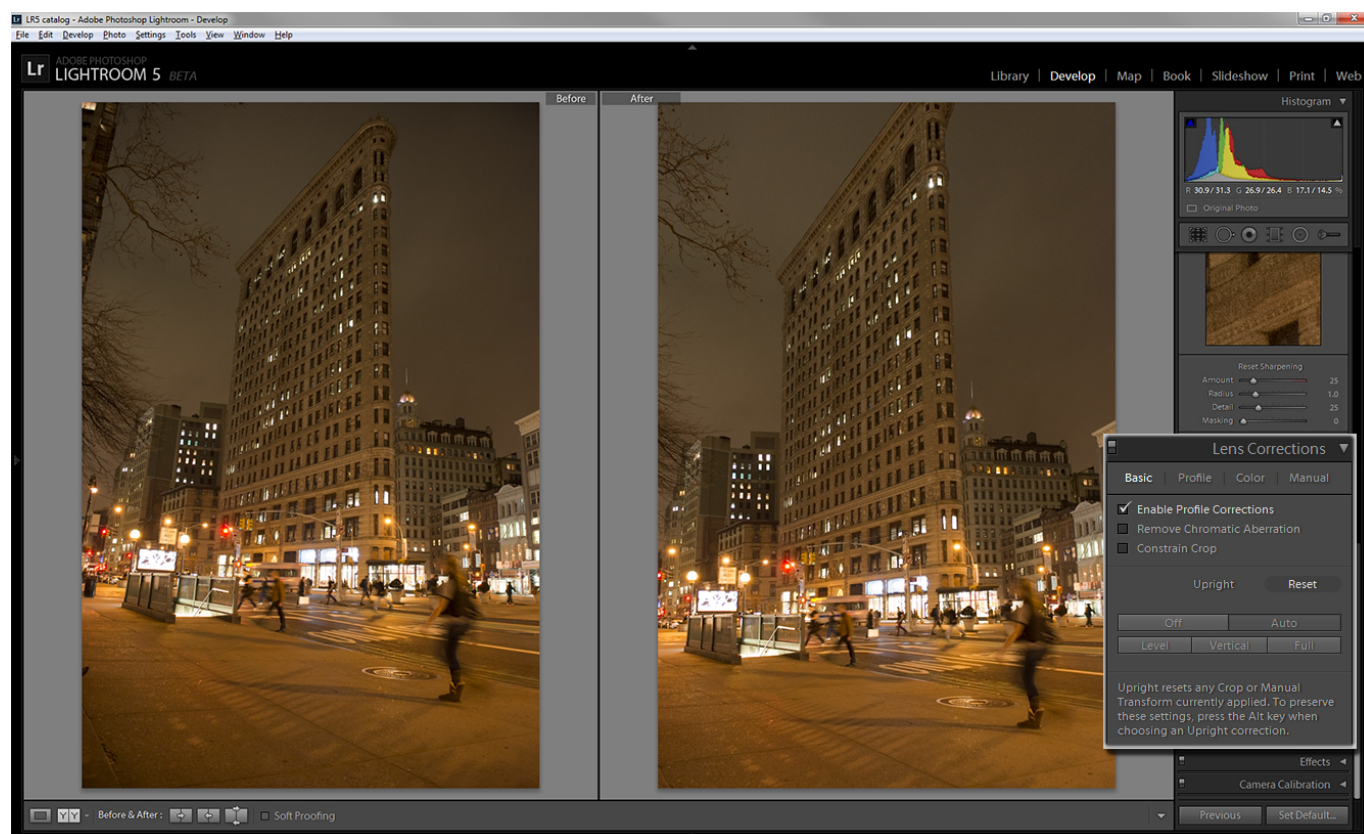 LR5 catalog - Adobe Photoshop Lightroom - Develop
File Edit Develop Photo Settings Tools View Window Help
Lr ADOBE PHOTOSHOP
LIGHTROOM 5 BETA
Library | Develop | Map | Book | Slideshow | Print | Web
Before
After
Histogram
R 30.9 / 31.3 G 26.9 / 26.4 B 17.1 / 14.5 %
Original Photo
Reset Sharpening
Amount 25
Radius 1.0
Detail 25
Masking 0
Lens Corrections
Basic | Profile | Color | Manual
Enable Profile Corrections
Remove Chromatic Aberration
Constrain Crop
Upright Reset
Off Auto
Level Vertical Full
Upright resets any Crop or Manual
Transform currently applied. To preserve
these settings, press the Alt key when
choosing an Upright correction.
Effects
Camera Calibration
Y Y Before & After : Soft Proofing
Previous Set Default...